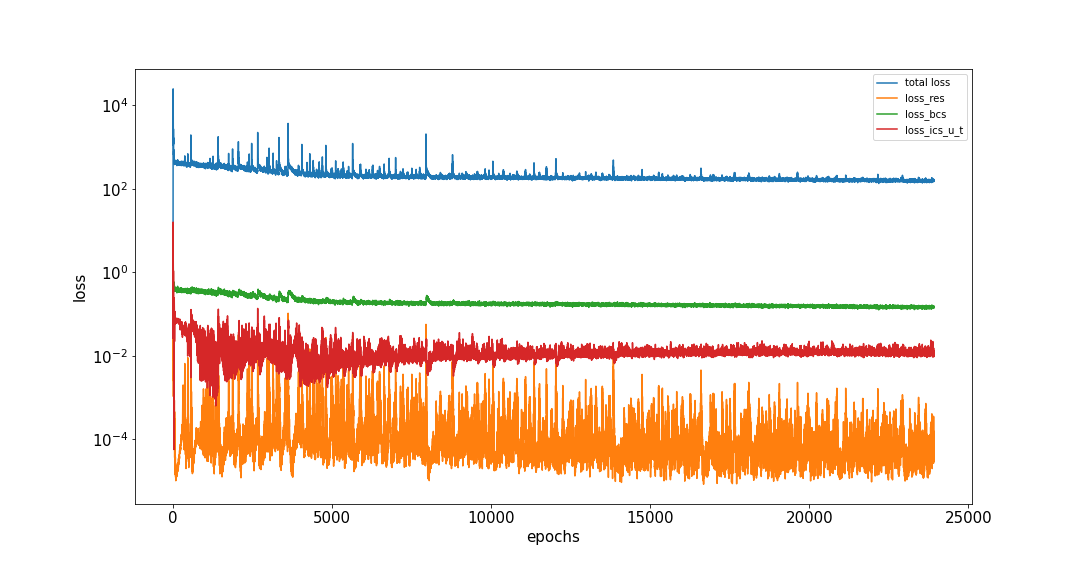 total loss
loss_res
loss_bcs
loss_ics_u_t
10^4
10^2
10^0
10^-2
10^-4
loss
0 5000 10000 15000 20000 25000
epochs